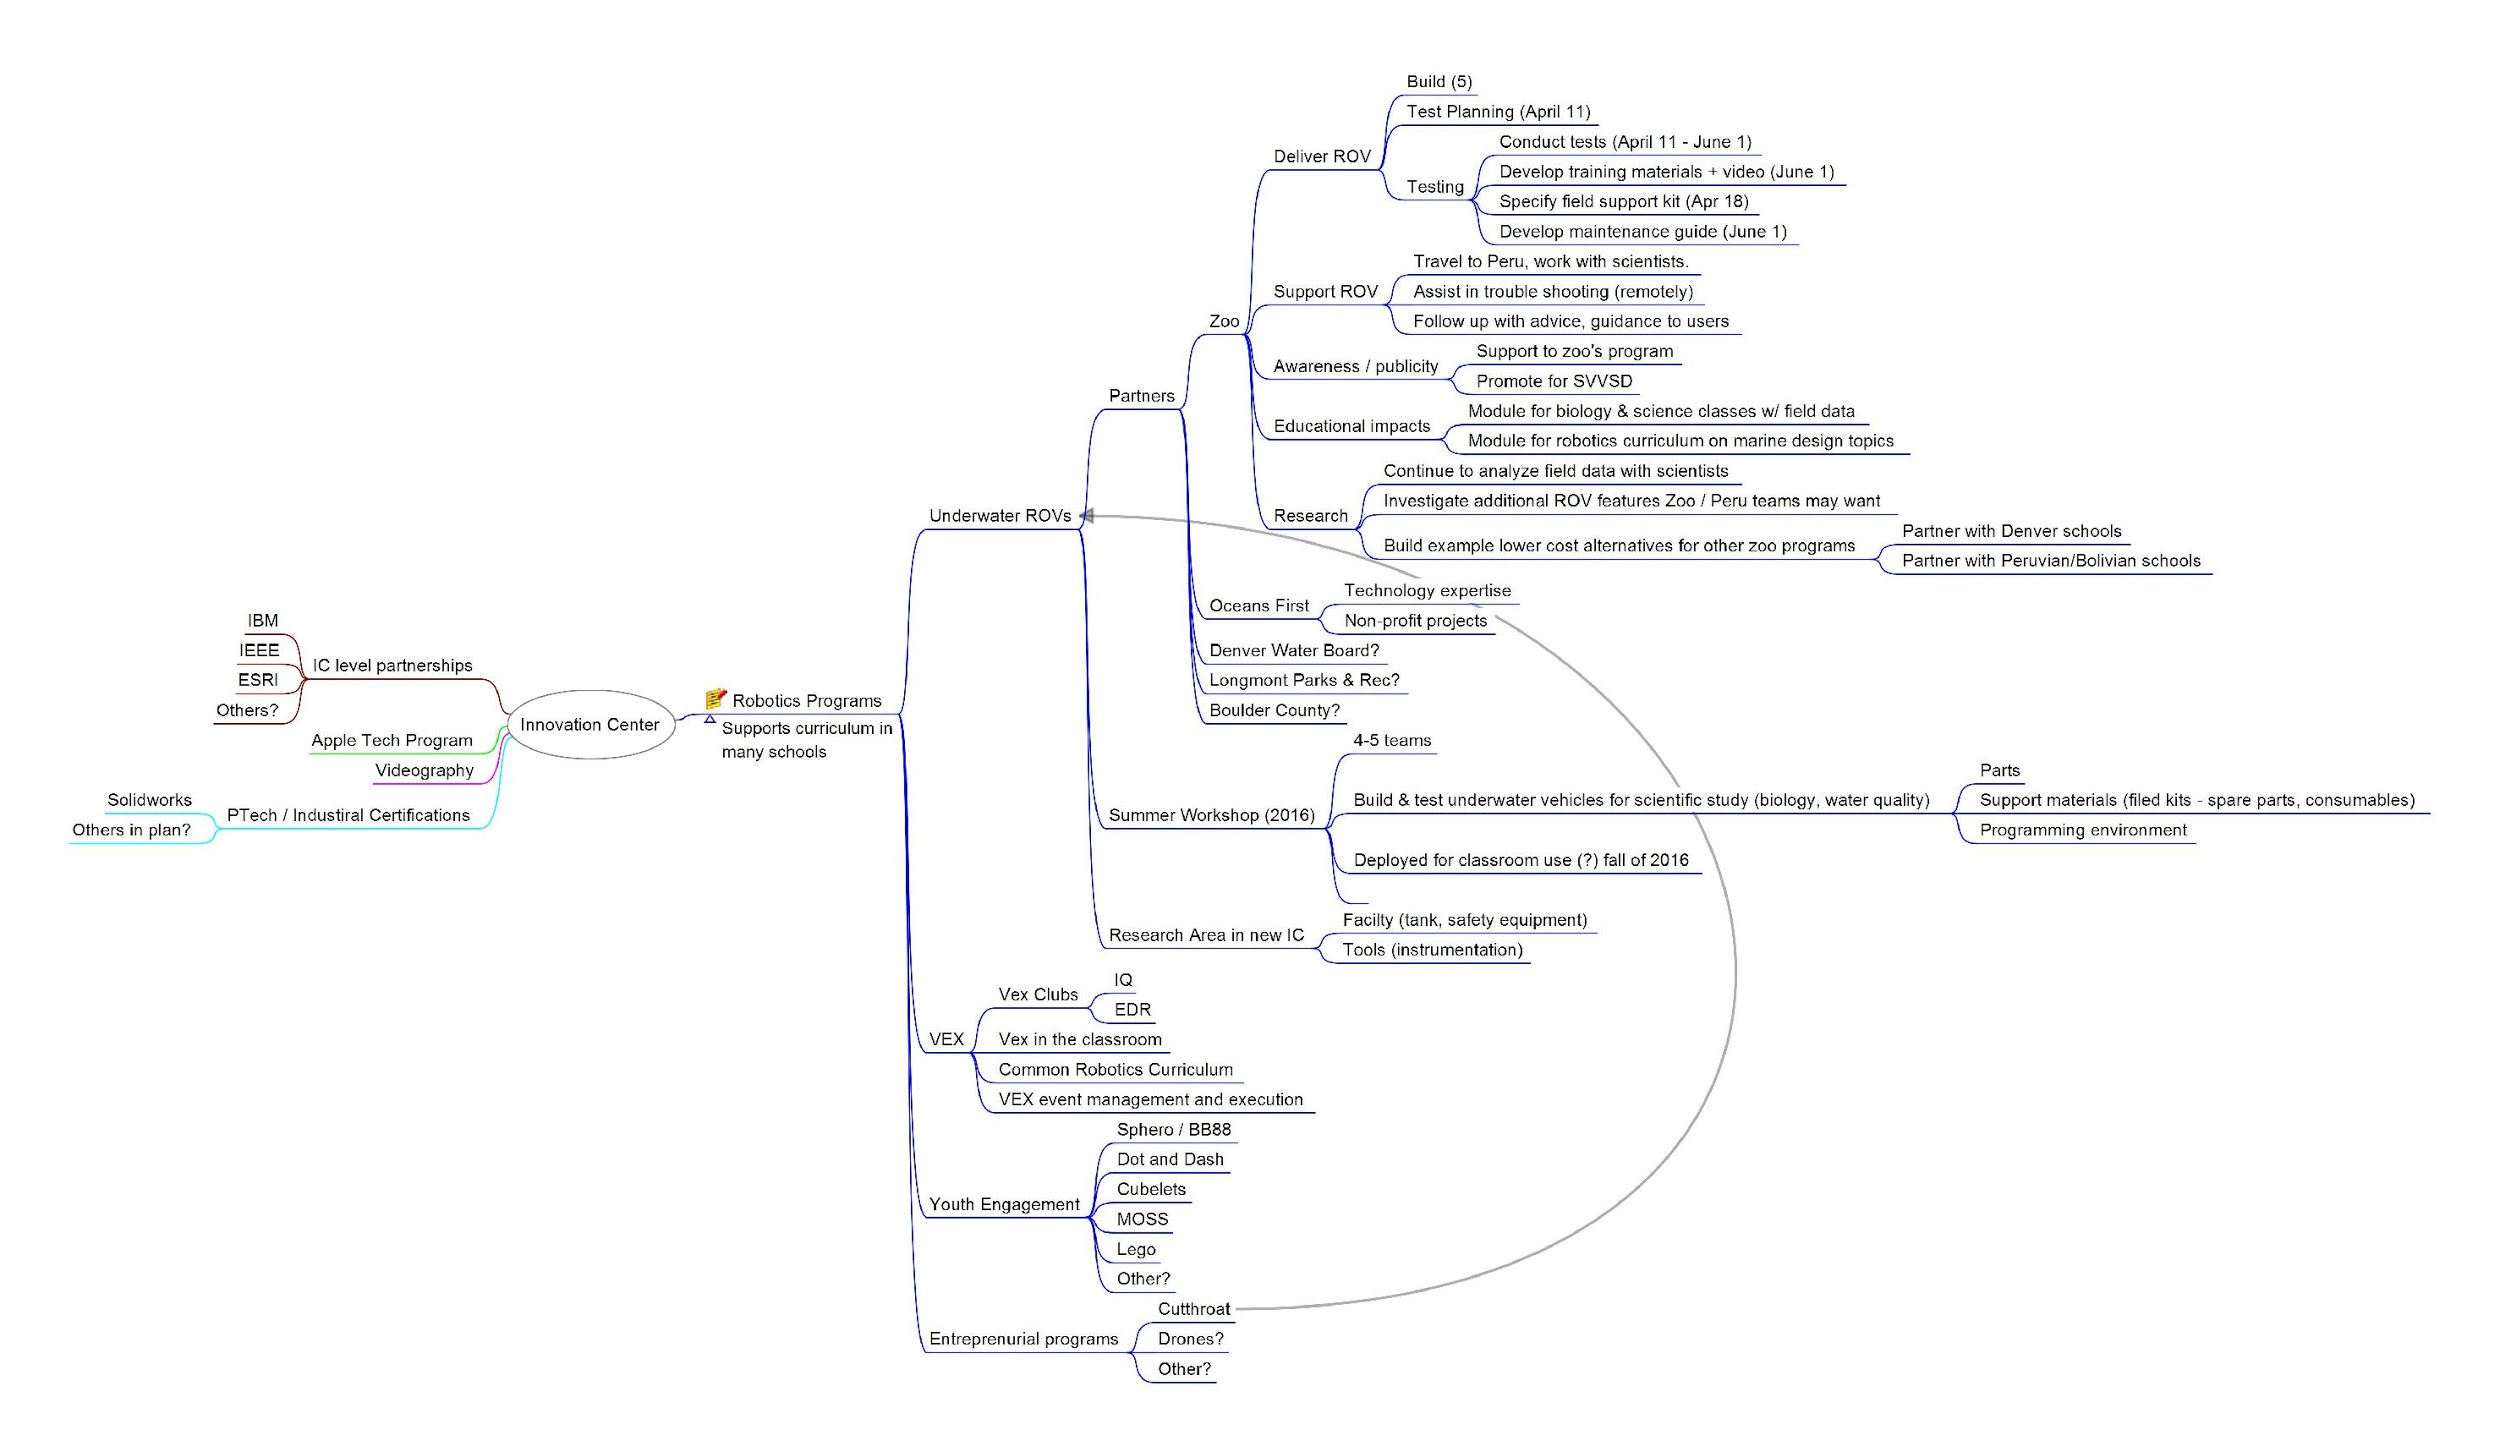 Innovation Center
IC level partnerships
IBM
IEEE
ESRI
Others?
Apple Tech Program
Videography
PTech / Industiral Certifications
Solidworks
Others in plan?
Robotics Programs
Supports curriculum in
many schools
Underwater ROVs
Partners
Zoo
Deliver ROV
Build (5)
Test Planning (April 11)
Testing
Conduct tests (April 11 - June 1)
Develop training materials + video (June 1)
Specify field support kit (Apr 18)
Develop maintenance guide (June 1)
Support ROV
Travel to Peru, work with scientists.
Assist in trouble shooting (remotely)
Follow up with advice, guidance to users
Awareness / publicity
Support to zoo's program
Promote for SVVSD
Educational impacts
Module for biology & science classes w/ field data
Module for robotics curriculum on marine design topics
Research
Continue to analyze field data with scientists
Investigate additional ROV features Zoo / Peru teams may want
Build example lower cost alternatives for other zoo programs
Partner with Denver schools
Partner with Peruvian/Bolivian schools
Oceans First
Technology expertise
Non-profit projects
Denver Water Board?
Longmont Parks & Rec?
Boulder County?
Summer Workshop (2016)
4-5 teams
Build & test underwater vehicles for scientific study (biology, water quality)
Parts
Support materials (filed kits - spare parts, consumables)
Programming environment
Deployed for classroom use (?) fall of 2016
Research Area in new IC
Facilty (tank, safety equipment)
Tools (instrumentation)
VEX
Vex Clubs
IQ
EDR
Vex in the classroom
Common Robotics Curriculum
VEX event management and execution
Youth Engagement
Sphero / BB88
Dot and Dash
Cubelets
MOSS
Lego
Other?
Entreprenurial programs
Cutthroat
Drones?
Other?